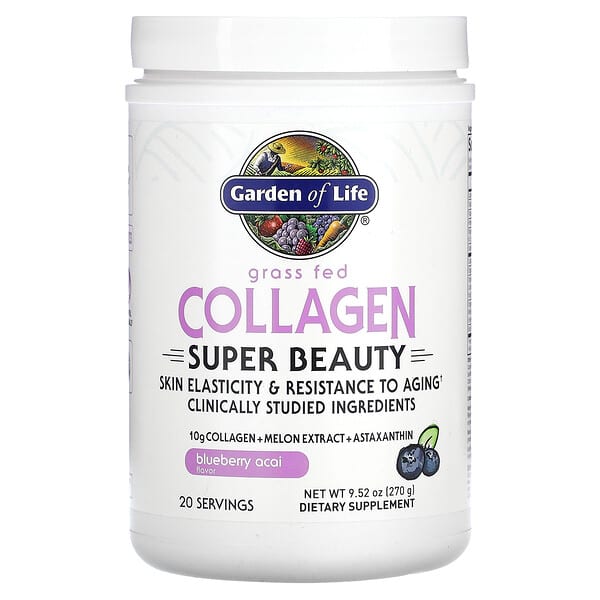 Garden of Life®
grass fed
COLLAGEN
SUPER BEAUTY
SKIN ELASTICITY & RESISTANCE TO AGING†
CLINICALLY STUDIED INGREDIENTS
10g COLLAGEN + MELON EXTRACT + ASTAXANTHIN
blueberry acai
flavor
20 SERVINGS
NET WT 9.52 oz (270 g)
DIETARY SUPPLEMENT